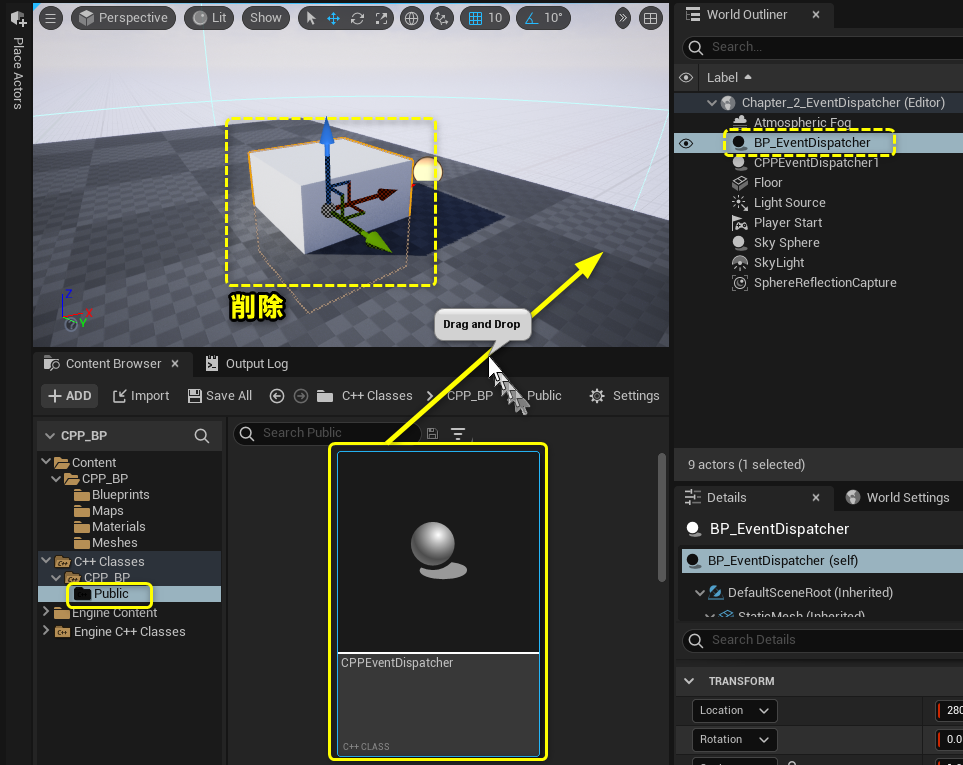 Place Actors
Perspective
Lit
Show
10
10°
Z
X
Y
削除
Drag and Drop
Content Browser
Output Log
ADD
Import
Save All
C++ Classes
CPP_BP
Public
Settings
CPP_BP
Search Public
Content
CPP_BP
Blueprints
Maps
Materials
Meshes
C++ Classes
CPP_BP
Public
Engine Content
Engine C++ Classes
CPPEventDispatcher
C++ CLASS
World Outliner
Search...
Label
Chapter_2_EventDispatcher (Editor)
Atmospheric Fog
BP_EventDispatcher
CPPEventDispatcher1
Floor
Light Source
Player Start
Sky Sphere
SkyLight
SphereReflectionCapture
9 actors (1 selected)
Details
World Settings
BP_EventDispatcher
BP_EventDispatcher (self)
DefaultSceneRoot (Inherited)
StaticMesh (Inherited)
Search Details
TRANSFORM
Location
280
Rotation
0.0